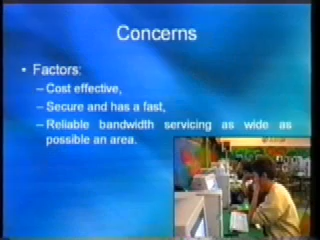 Concerns
• Factors:
– Cost effective,
– Secure and has a fast,
– Reliable bandwidth servicing as wide as
possible an area.